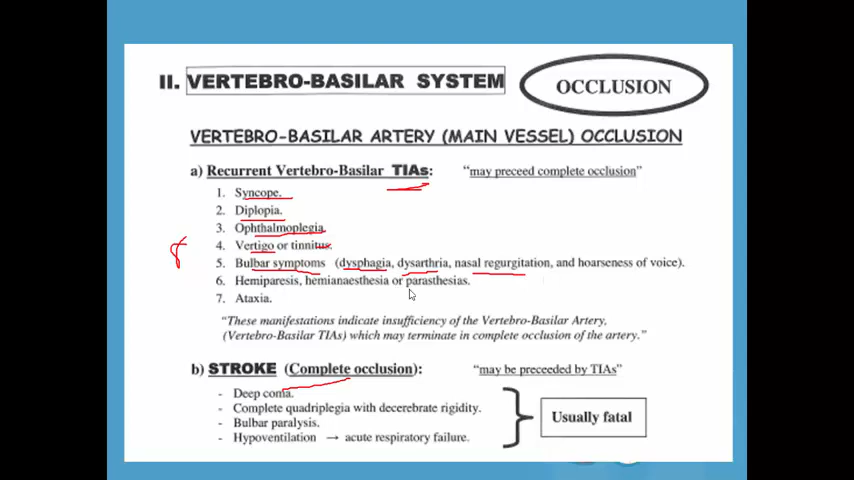 II. VERTEBRO-BASILAR SYSTEM
OCCLUSION
VERTEBRO-BASILAR ARTERY (MAIN VESSEL) OCCLUSION
a) Recurrent Vertebro-Basilar TIAs: "may preceed complete occlusion"
1. Syncope.
2. Diplopia.
3. Ophthalmoplegia.
4. Vertigo or tinnitus.
5. Bulbar symptoms (dysphagia, dysarthria, nasal regurgitation, and hoarseness of voice).
6. Hemiparesis, hemianaesthesia or parasthesias.
7. Ataxia.
"These manifestations indicate insufficiency of the Vertebro-Basilar Artery,
(Vertebro-Basilar TIAs) which may terminate in complete occlusion of the artery."
b) STROKE (Complete occlusion): "may be preceeded by TIAs"
- Deep coma.
- Complete quadriplegia with decerebrate rigidity.
- Bulbar paralysis.
- Hypoventilation → acute respiratory failure.
Usually fatal